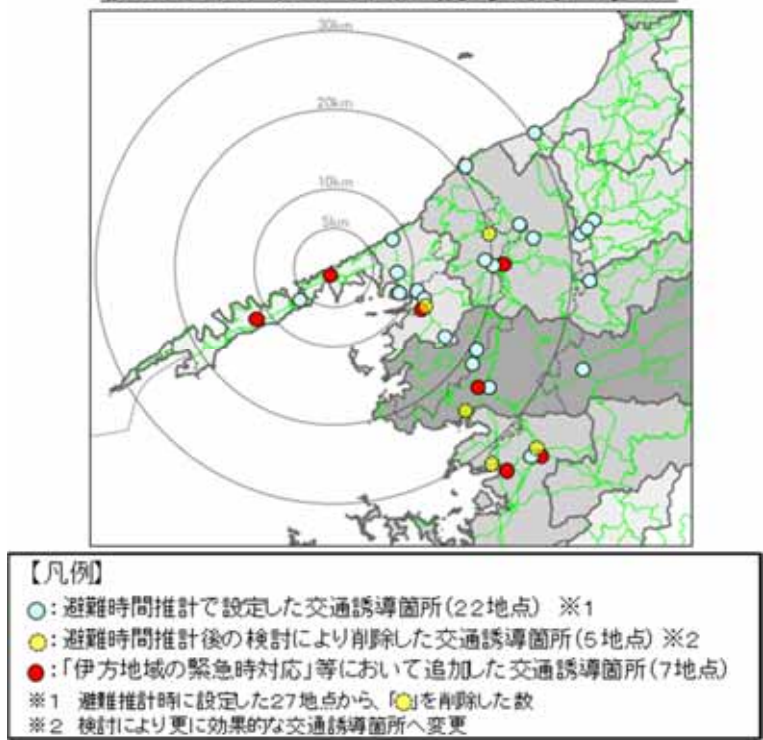 30km
20km
10km
5km
【凡例】
○:避難時間推計で設定した交通誘導箇所(22地点) ※1
○:避難時間推計後の検討により削除した交通誘導箇所(5地点)※2
●:「伊方地域の緊急時対応」等において追加した交通誘導箇所(7地点)
※1 避難推計時に設定した27地点から、「○」を削除した数
※2 検討により更に効果的な交通誘導箇所へ変更